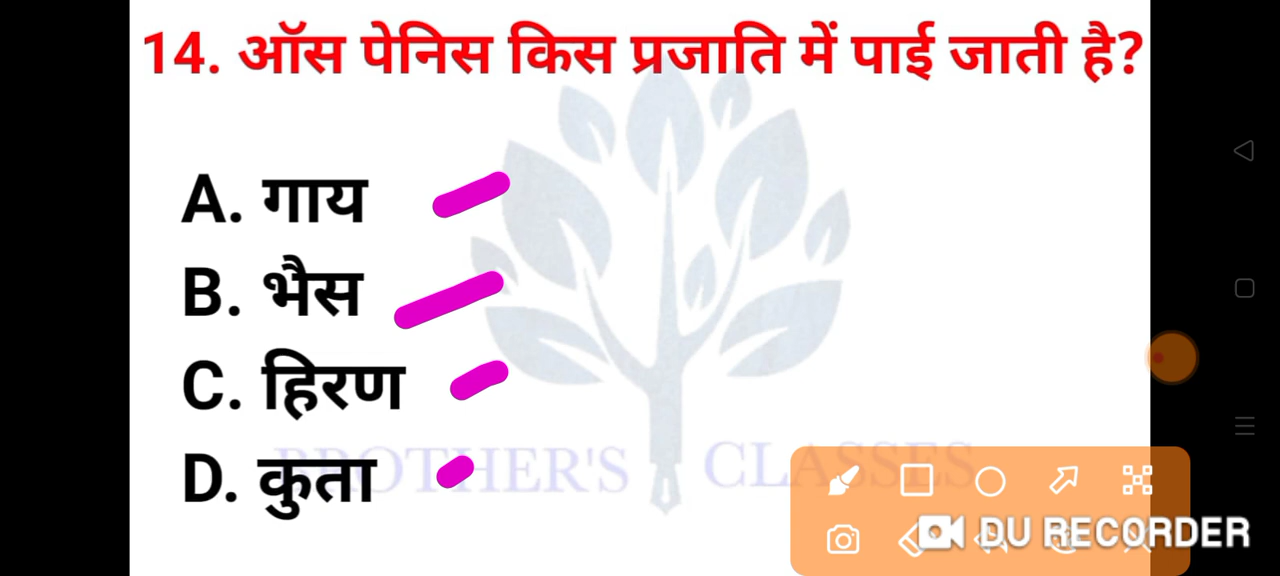 14. ऑस पेनिस किस प्रजाति में पाई जाती है?
A. गाय
B. भैस
C. हिरण
D. कुता
BROTHER'S CLASSES
DU RECORDER